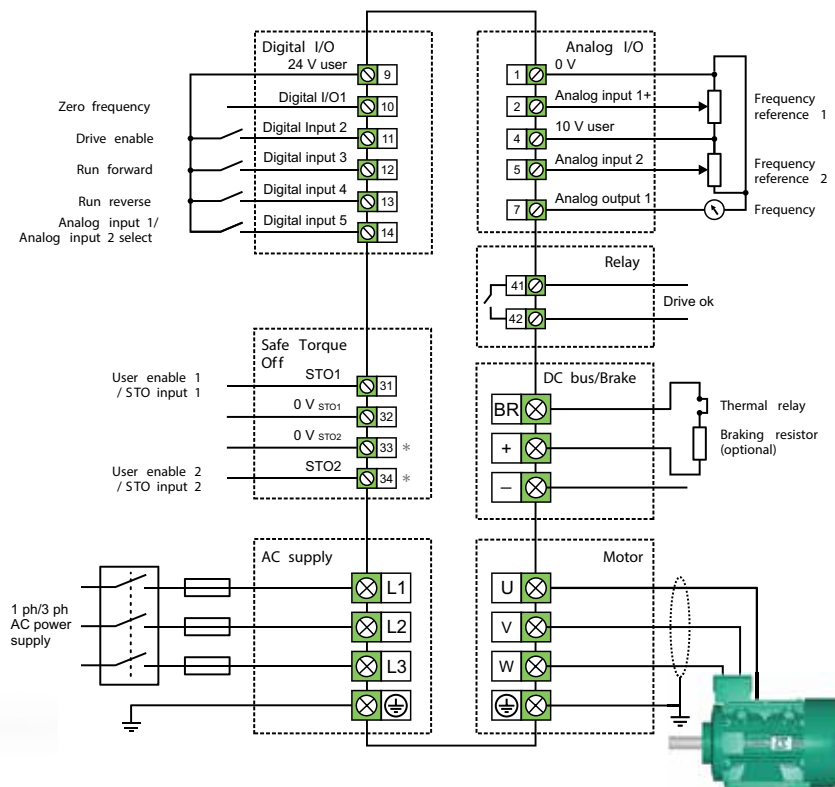 Digital I/O
24 V user
9
Zero frequency
Digital I/O1
10
Drive enable
Digital Input 2
11
Run forward
Digital input 3
12
Run reverse
Digital input 4
13
Analog input 1/
Analog input 2 select
Digital input 5
14
Safe Torque
Off
User enable 1
/ STO input 1
STO1
31
0 V STO1
32
0 V STO2
33 *
User enable 2
/ STO input 2
STO2
34 *
AC supply
1 ph/3 ph
AC power
supply
L1
L2
L3
Analog I/O
1
0 V
2
Analog input 1+
Frequency
reference 1
4
10 V user
5
Analog input 2
Frequency
reference 2
7
Analog output 1
Frequency
Relay
41
42
Drive ok
DC bus/Brake
BR
+
–
Thermal relay
Braking resistor
(optional)
Motor
U
V
W